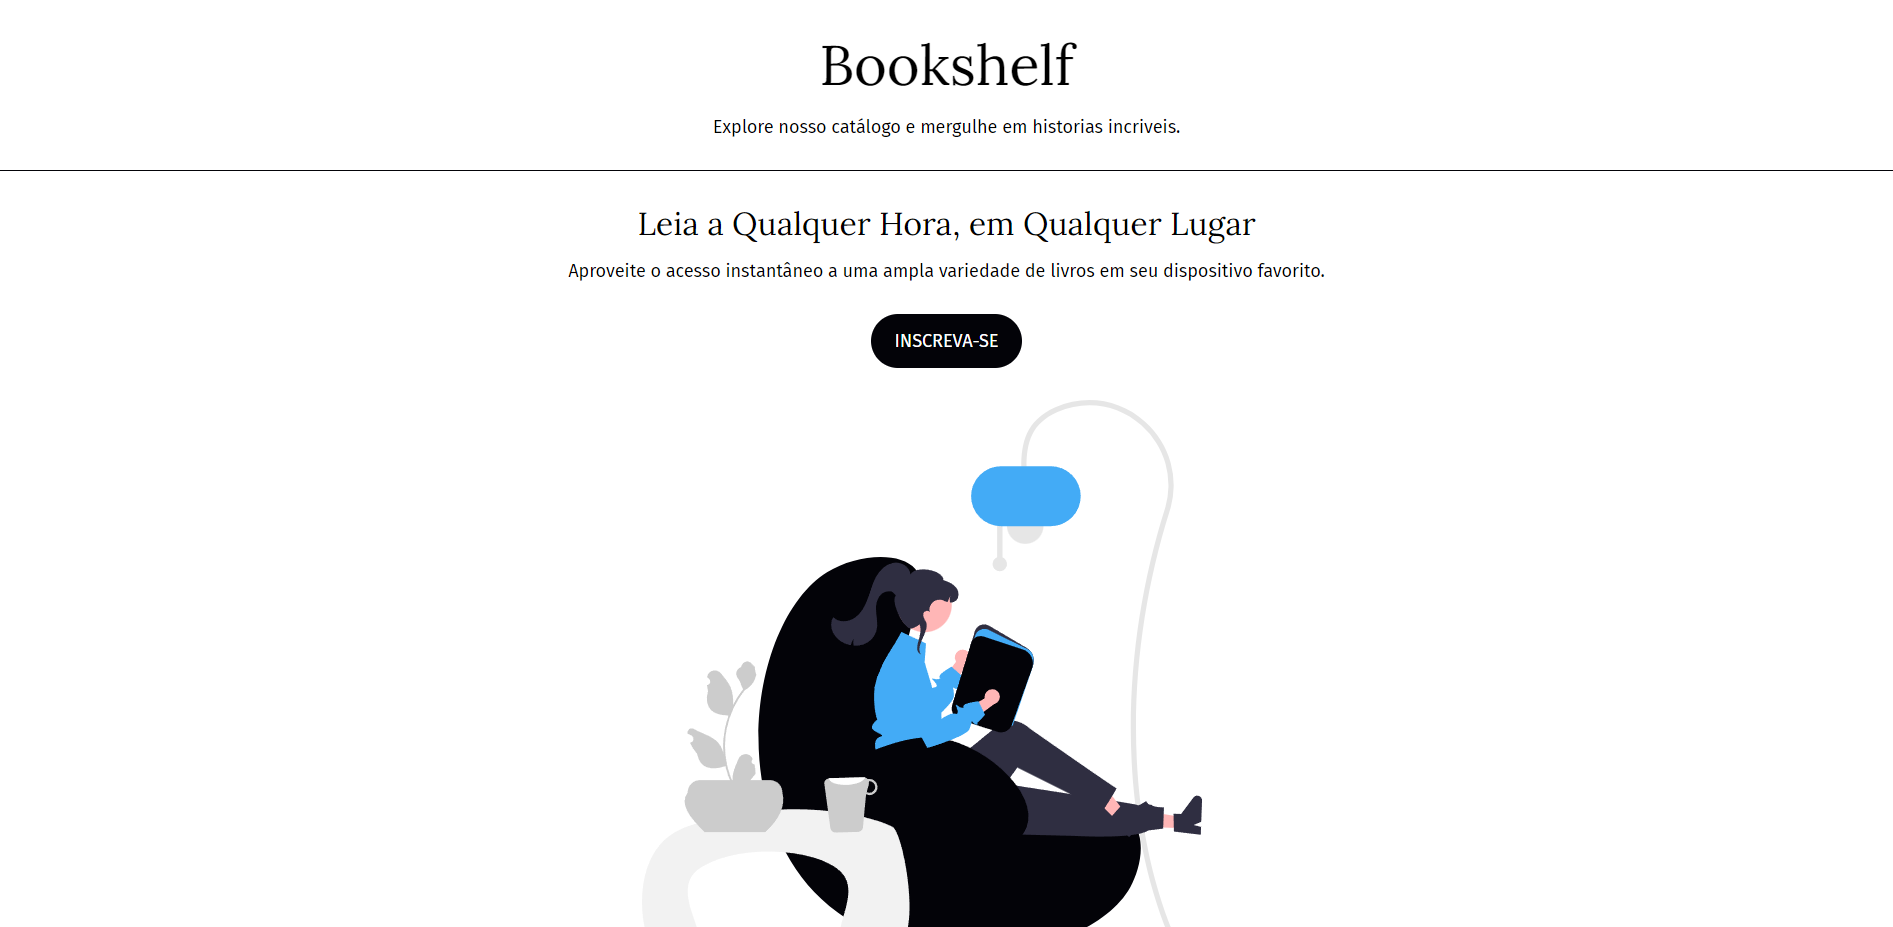 Bookshelf
Explore nosso catálogo e mergulhe em historias incriveis.
Leia a Qualquer Hora, em Qualquer Lugar
Aproveite o acesso instantâneo a uma ampla variedade de livros em seu dispositivo favorito.
INSCREVA-SE